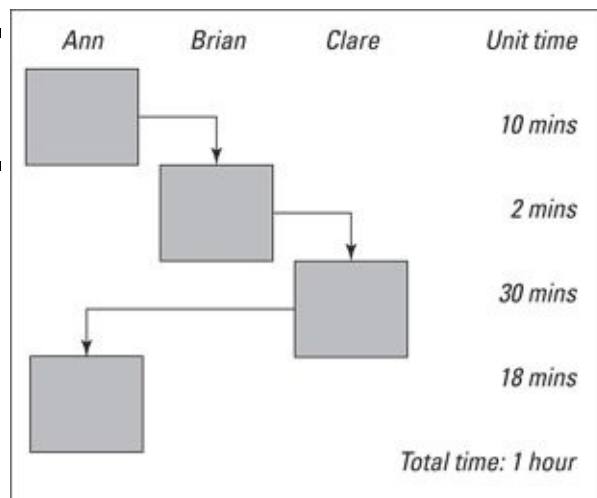 Ann Brian Clare Unit time
10 mins
2 mins
30 mins
18 mins
Total time: 1 hour